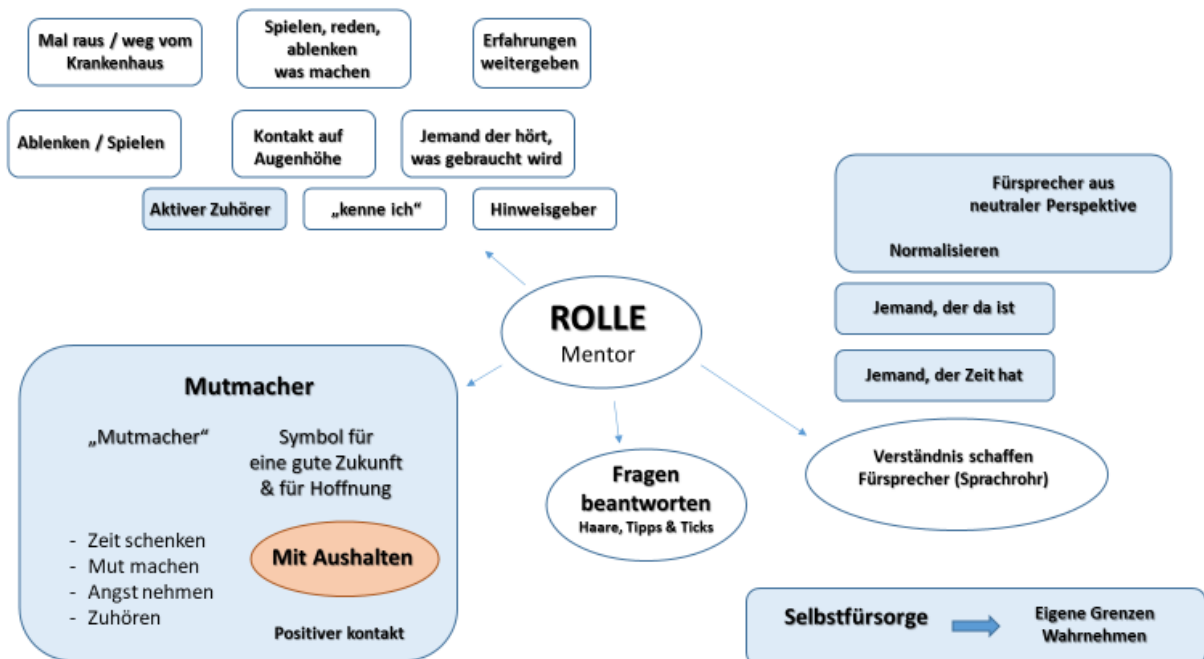 Mal raus / weg vom
Krankenhaus
Spielen, reden,
ablenken
was machen
Erfahrungen
weitergeben
Ablenken / Spielen
Kontakt auf
Augenhöhe
Jemand der hört,
was gebraucht wird
Aktiver Zuhörer
„kenne ich“
Hinweisgeber
Fürsprecher aus
neutraler Perspektive
Normalisieren
Jemand, der da ist
Jemand, der Zeit hat
ROLLE
Mentor
Verständnis schaffen
Fürsprecher (Sprachrohr)
Fragen
beantworten
Haare, Tipps & Ticks
Mutmacher
„Mutmacher“
Symbol für
eine gute Zukunft
& für Hoffnung
- Zeit schenken
- Mut machen
- Angst nehmen
- Zuhören
Mit Aushalten
Positiver kontakt
Selbstfürsorge
Eigene Grenzen
Wahrnehmen